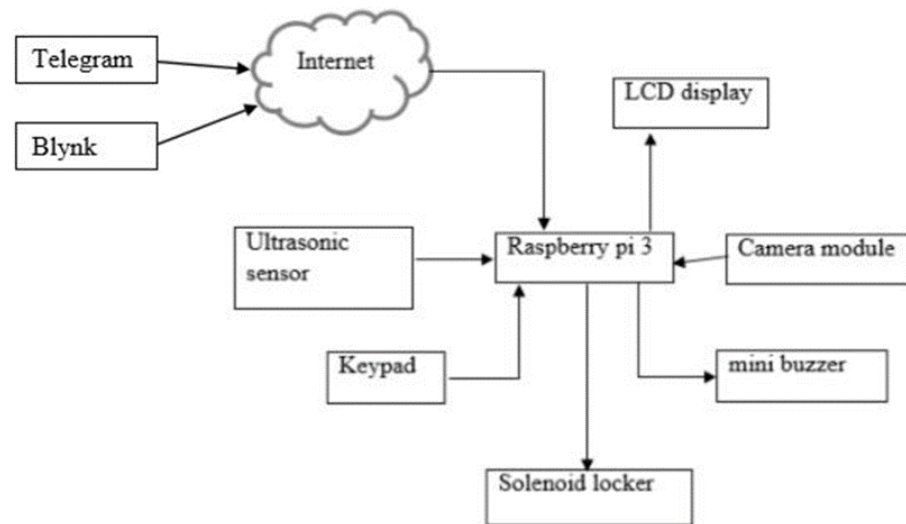 Telegram
Internet
LCD display
Blynk
Ultrasonic
sensor
Raspberry pi 3
Camera module
Keypad
mini buzzer
Solenoid locker